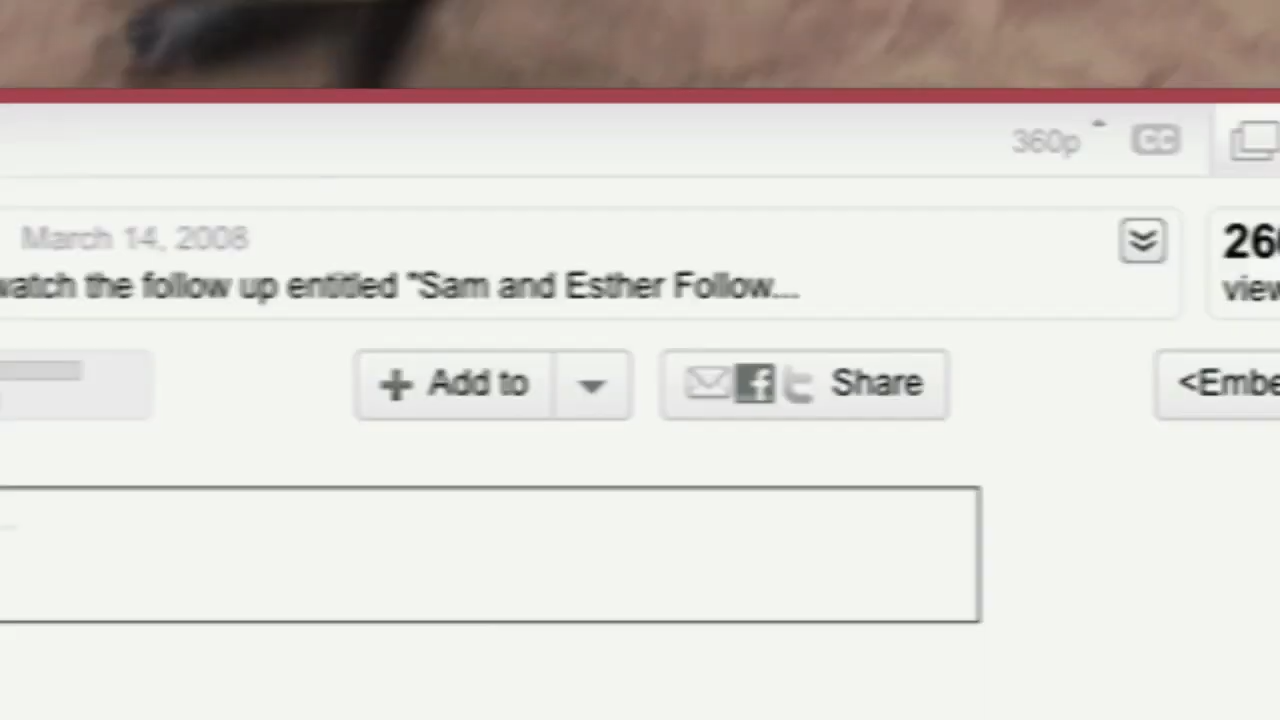 360p CC
March 14, 2008
watch the follow up entitled "Sam and Esther Follow...
26
view
Add to
Share
<Embe